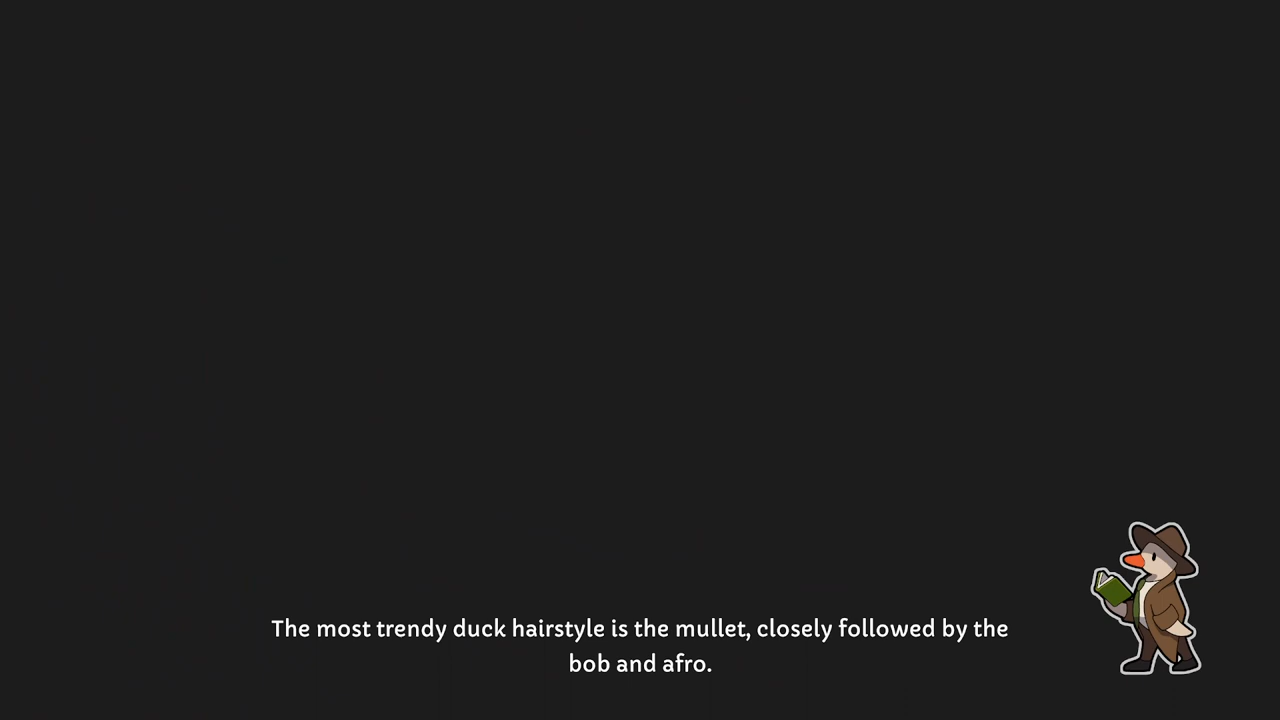 The most trendy duck hairstyle is the mullet, closely followed by the
bob and afro.